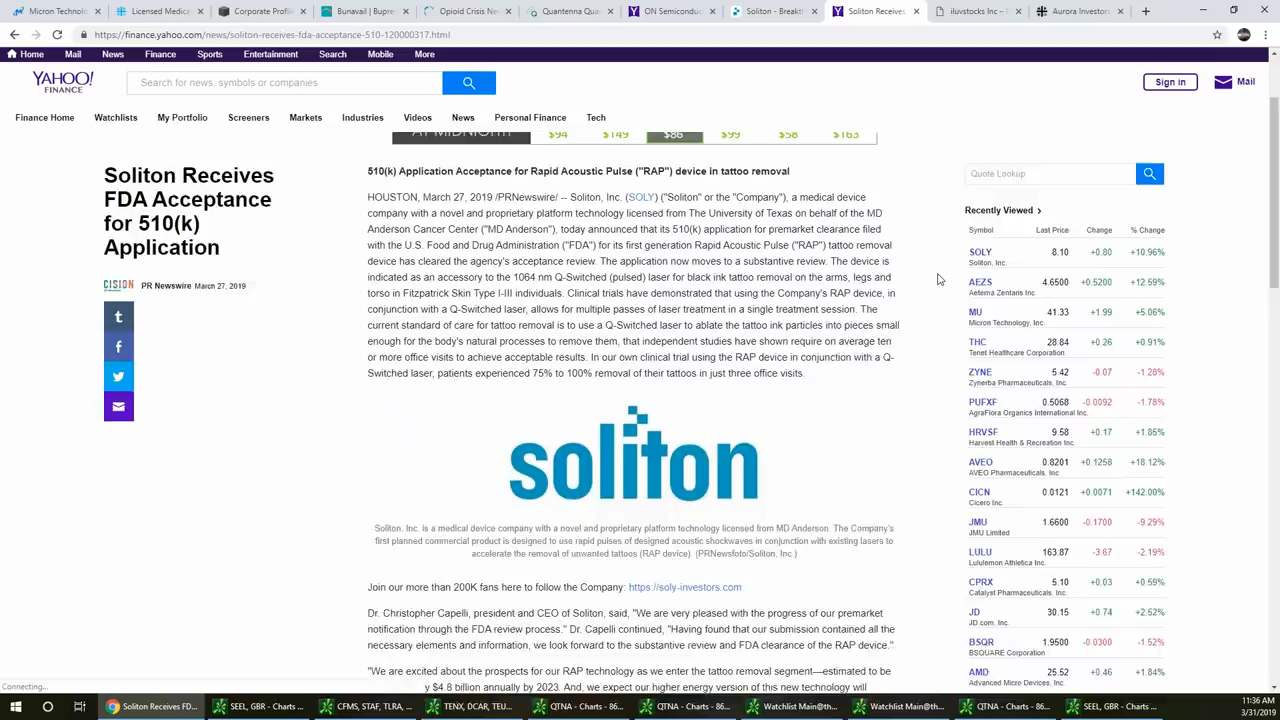 Micron Technolo
Licensed Medica
Corporate Profile
Bunavail | Bupre
Opioid Crisis Ne
Quantenna Qua
ON Semiconduc
Soliton - Breakt
Soliton Receives
iluvstocks Inc –
Aurora Investors
https://finance.yahoo.com/news/soliton-receives-fda-acceptance-510-120000317.html
Home Mail News Finance Sports Entertainment Search Mobile More
YAHOO!
FINANCE
Search for news, symbols or companies
Sign in
Mail
Finance Home Watchlists My Portfolio Screeners Markets Industries Videos News Personal Finance Tech
AT MIDNIGHT! $94 $149 $86 $99 $58 $163
Soliton Receives
FDA Acceptance
for 510(k)
Application
CISION PR Newswire March 27, 2019
510(k) Application Acceptance for Rapid Acoustic Pulse ("RAP") device in tattoo removal
HOUSTON, March 27, 2019 /PRNewswire/ -- Soliton, Inc. (SOLY) ("Soliton" or the "Company"), a medical device
company with a novel and proprietary platform technology licensed from The University of Texas on behalf of the MD
Anderson Cancer Center ("MD Anderson"), today announced that its 510(k) application for premarket clearance filed
with the U.S. Food and Drug Administration ("FDA") for its first generation Rapid Acoustic Pulse ("RAP") tattoo removal
device has cleared the agency's acceptance review. The application now moves to a substantive review. The device is
indicated as an accessory to the 1064 nm Q-Switched (pulsed) laser for black ink tattoo removal on the arms, legs and
torso in Fitzpatrick Skin Type I-III individuals. Clinical trials have demonstrated that using the Company's RAP device, in
conjunction with a Q-Switched laser, allows for multiple passes of laser treatment in a single treatment session. The
current standard of care for tattoo removal is to use a Q-Switched laser to ablate the tattoo ink particles into pieces small
enough for the body's natural processes to remove them, that independent studies have shown require on average ten
or more office visits to achieve acceptable results. In our own clinical trial using the RAP device in conjunction with a Q-
Switched laser, patients experienced 75% to 100% removal of their tattoos in just three office visits.
soliton
Soliton, Inc. is a medical device company with a novel and proprietary platform technology licensed from MD Anderson. The Company's
first planned commercial product is designed to use rapid pulses of designed acoustic shockwaves in conjunction with existing lasers to
accelerate the removal of unwanted tattoos (RAP device). (PRNewsfoto/Soliton, Inc.)
Join our more than 200K fans here to follow the Company: https://soly-investors.com
Dr. Christopher Capelli, president and CEO of Soliton, said, "We are very pleased with the progress of our premarket
notification through the FDA review process." Dr. Capelli continued, "Having found that our submission contained all the
necessary elements and information, we look forward to the substantive review and FDA clearance of the RAP device."
"We are excited about the prospects for our RAP technology as we enter the tattoo removal segment—estimated to be
y $4.8 billion annually by 2023. And, we expect our higher energy version of this new technology will
Quote Lookup
Recently Viewed
Symbol Last Price Change % Change
SOLY 8.10 +0.80 +10.96%
Soliton, Inc.
AEZS 4.6500 +0.5200 +12.59%
Aeterna Zentaris Inc.
MU 41.33 +1.99 +5.06%
Micron Technology, Inc.
THC 28.84 +0.26 +0.91%
Tenet Healthcare Corporation
ZYNE 5.42 -0.07 -1.28%
Zynerba Pharmaceuticals, Inc.
PUFXF 0.5068 -0.0092 -1.78%
AgraFlora Organics International Inc.
HRVSF 9.58 +0.17 +1.85%
Harvest Health & Recreation Inc.
AVEO 0.8201 +0.1258 +18.12%
AVEO Pharmaceuticals, Inc.
CICN 0.0121 +0.0071 +142.00%
Cicero Inc.
JMU 1.6600 -0.1700 -9.29%
JMU Limited
LULU 163.87 -3.67 -2.19%
Lululemon Athletica Inc.
CPRX 5.10 +0.03 +0.59%
Catalyst Pharmaceuticals, Inc.
JD 30.15 +0.74 +2.52%
JD.com, Inc.
BSQR 1.9500 -0.0300 -1.52%
BSQUARE Corporation
AMD 25.52 +0.46 +1.84%
Advanced Micro Devices, Inc.
Connecting...
Soliton Receives FD...
SEEL, GBR - Charts ...
CFMS, STAF, TLRA, ...
TENX, DCAR, TEU...
QTNA - Charts - 86...
Watchlist Main@th...
Watchlist Main@th...
QTNA - Charts - 86...
SEEL, GBR - Charts ...
11:36 AM
3/31/2019